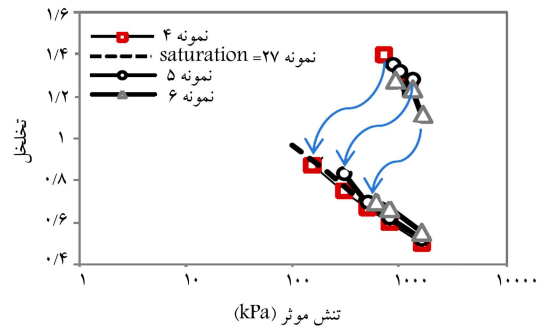 ۱/۶
۱/۴
۱/۲
۱
۰/۸
۰/۶
۰/۴
تخلخل
نمونه ۴
نمونه ۲۷= saturation
نمونه ۵
نمونه ۶
۱ ۱۰ ۱۰۰ ۱۰۰۰ ۱۰۰۰۰
تنش موثر (kPa)